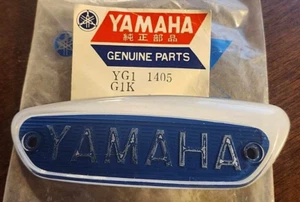 YAMAHA
純正部品
GENUINE PARTS
YG1 1405
G1K
YAMAHA